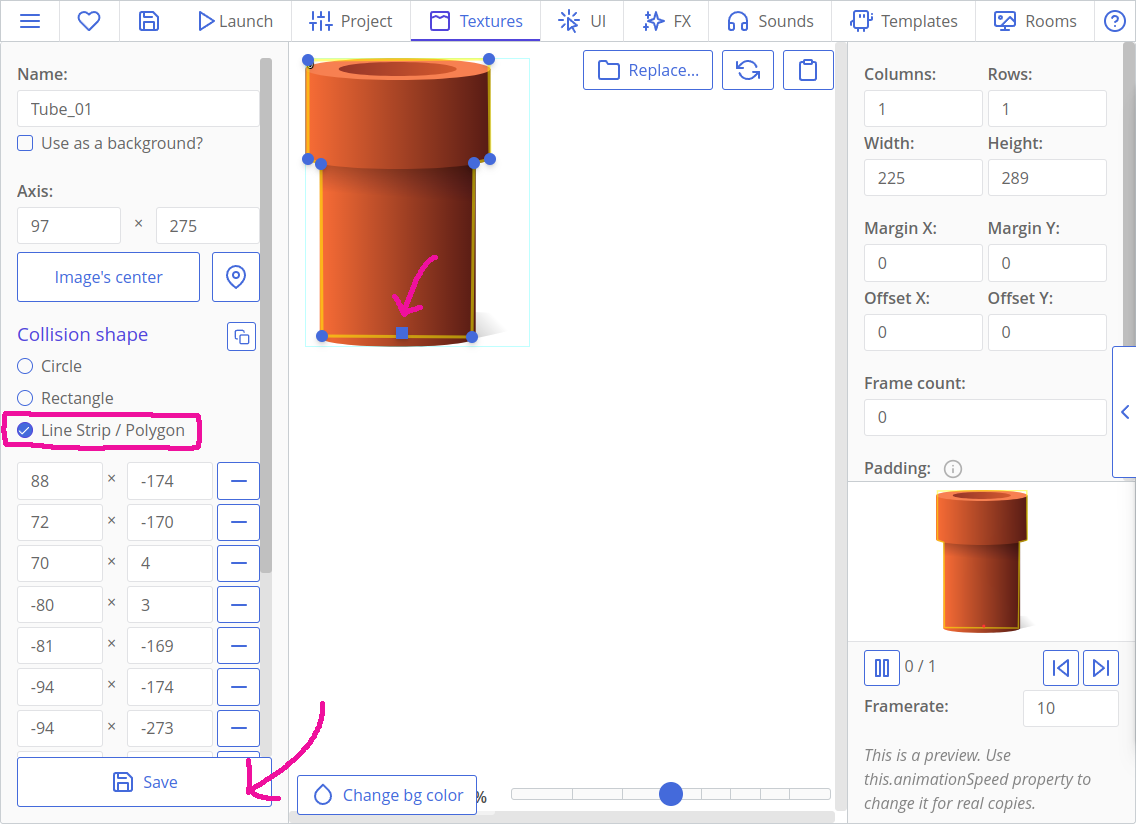 Launch Project Textures UI FX Sounds Templates Rooms
Name:
Tube_01
Use as a background?
Axis:
97 × 275
Image's center
Collision shape
Circle
Rectangle
Line Strip / Polygon
88 × -174
72 × -170
70 × 4
-80 × 3
-81 × -169
-94 × -174
-94 × -273
Save
Replace...
Change bg color %
Columns: Rows:
1 1
Width: Height:
225 289
Margin X: Margin Y:
0 0
Offset X: Offset Y:
0 0
Frame count:
0
Padding:
0 / 1
Framerate: 10
This is a preview. Use
this.animationSpeed property to
change it for real copies.